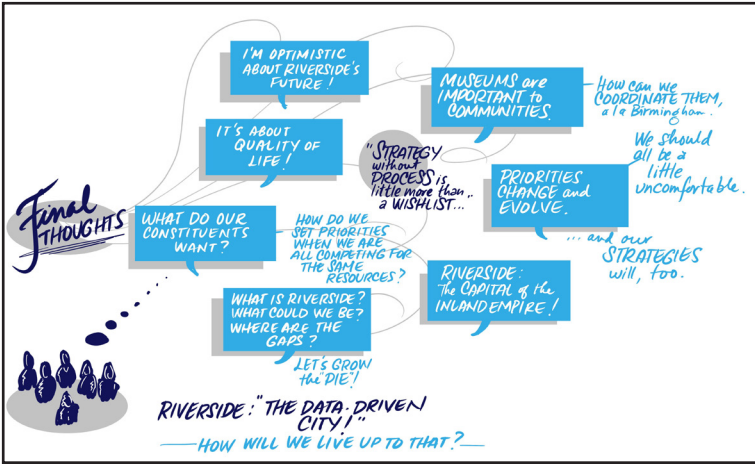 Final
THOUGHTS
I'M OPTIMISTIC
ABOUT RIVERSIDE'S
FUTURE!
IT'S ABOUT
QUALITY OF
LIFE!
WHAT DO OUR
CONSTITUENTS
WANT?
HOW DO WE
SET PRIORITIES
WHEN WE ARE
ALL COMPETING FOR
THE SAME
RESOURCES?
WHAT IS RIVERSIDE?
WHAT COULD WE BE?
WHERE ARE THE
GAPS?
LET'S GROW
the "PIE"!
"STRATEGY
without
PROCESS is
little more than
a WISHLIST..."
MUSEUMS are
IMPORTANT to
COMMUNITIES.
How can we
COORDINATE THEM,
a la Birmingham.
PRIORITIES
CHANGE and
EVOLVE.
We should
all be a
little
uncomfortable.
... and our
STRATEGIES
will, too.
RIVERSIDE:
The CAPITAL of the
INLAND EMPIRE!
RIVERSIDE: "THE DATA-DRIVEN
CITY!"
HOW WILL WE LIVE UP TO THAT?